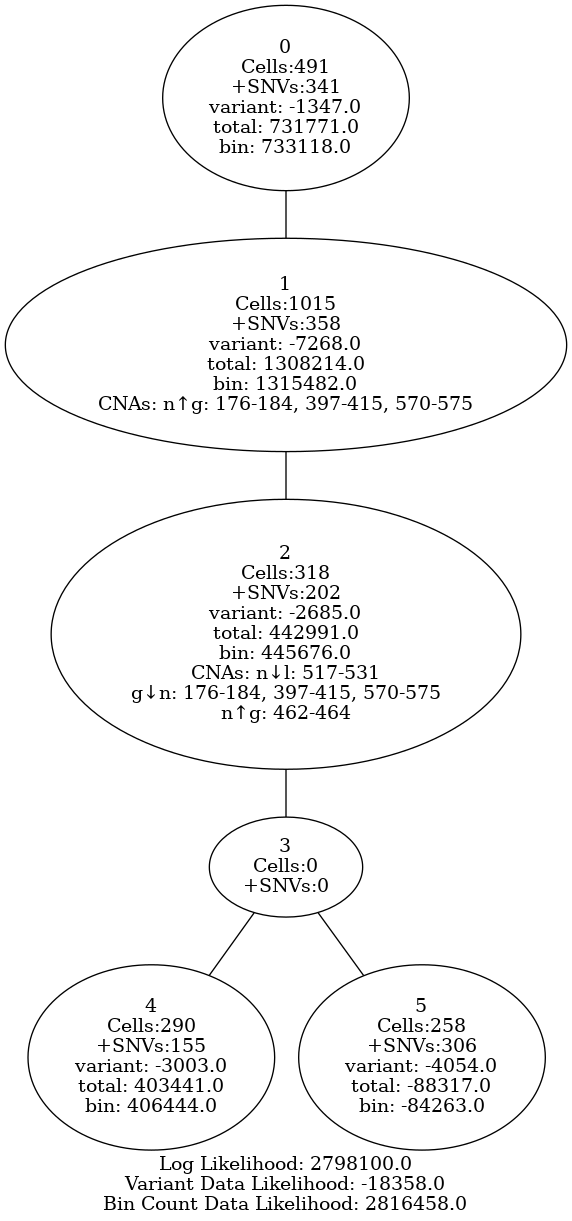 0
Cells:491
+SNVs:341
variant: -1347.0
total: 731771.0
bin: 733118.0
1
Cells:1015
+SNVs:358
variant: -7268.0
total: 1308214.0
bin: 1315482.0
CNAs: n↑g: 176-184, 397-415, 570-575
2
Cells:318
+SNVs:202
variant: -2685.0
total: 442991.0
bin: 445676.0
CNAs: n↓l: 517-531
g↓n: 176-184, 397-415, 570-575
n↑g: 462-464
3
Cells:0
+SNVs:0
4
Cells:290
+SNVs:155
variant: -3003.0
total: 403441.0
bin: 406444.0
5
Cells:258
+SNVs:306
variant: -4054.0
total: -88317.0
bin: -84263.0
Log Likelihood: 2798100.0
Variant Data Likelihood: -18358.0
Bin Count Data Likelihood: 2816458.0